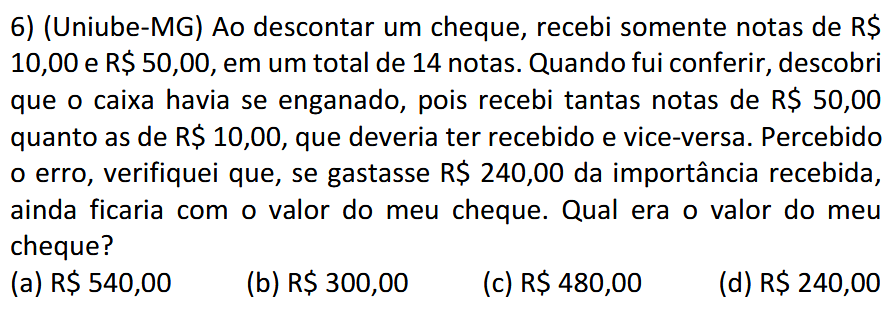 6) (Uniube-MG) Ao descontar um cheque, recebi somente notas de R$
10,00 e R$ 50,00, em um total de 14 notas. Quando fui conferir, descobri
que o caixa havia se enganado, pois recebi tantas notas de R$ 50,00
quanto as de R$ 10,00, que deveria ter recebido e vice-versa. Percebido
o erro, verifiquei que, se gastasse R$ 240,00 da importância recebida,
ainda ficaria com o valor do meu cheque. Qual era o valor do meu
cheque?
(a) R$ 540,00 (b) R$ 300,00 (c) R$ 480,00 (d) R$ 240,00